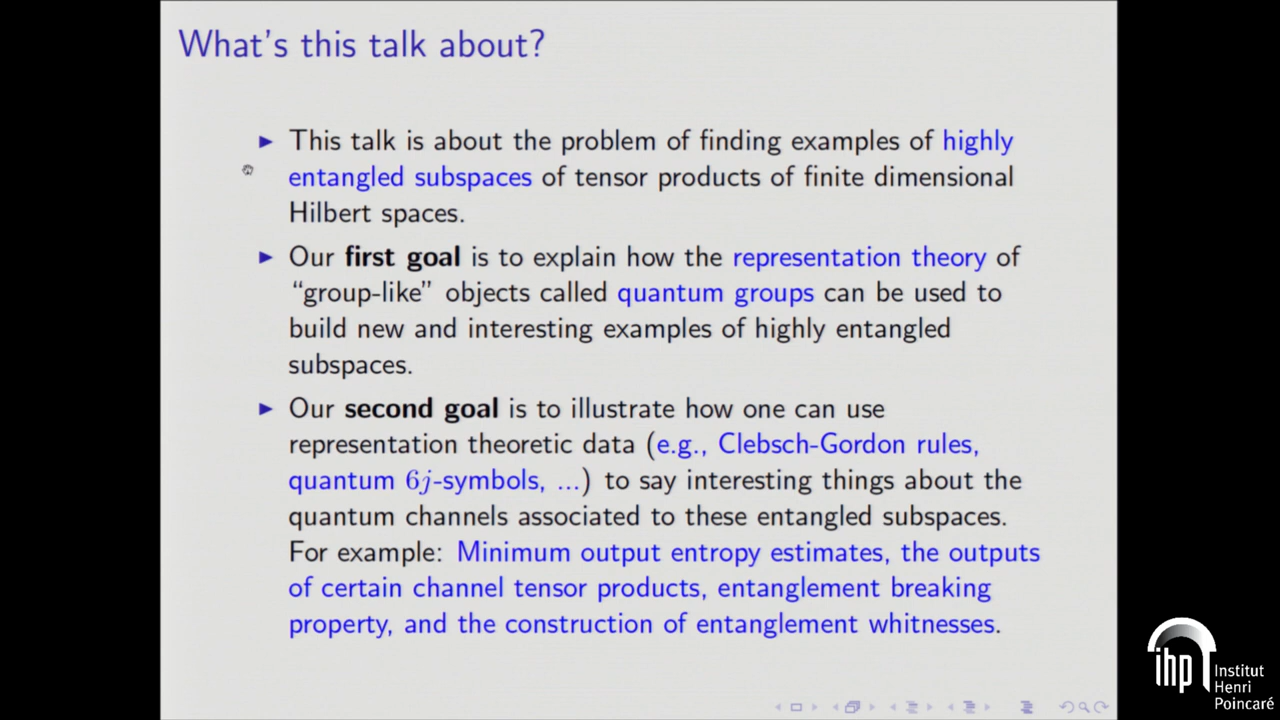 What's this talk about?
▶ This talk is about the problem of finding examples of highly
entangled subspaces of tensor products of finite dimensional
Hilbert spaces.
▶ Our first goal is to explain how the representation theory of
“group-like” objects called quantum groups can be used to
build new and interesting examples of highly entangled
subspaces.
▶ Our second goal is to illustrate how one can use
representation theoretic data (e.g., Clebsch-Gordon rules,
quantum 6j-symbols, ...) to say interesting things about the
quantum channels associated to these entangled subspaces.
For example: Minimum output entropy estimates, the outputs
of certain channel tensor products, entanglement breaking
property, and the construction of entanglement whitnesses.
ihp Institut
Henri
Poincaré